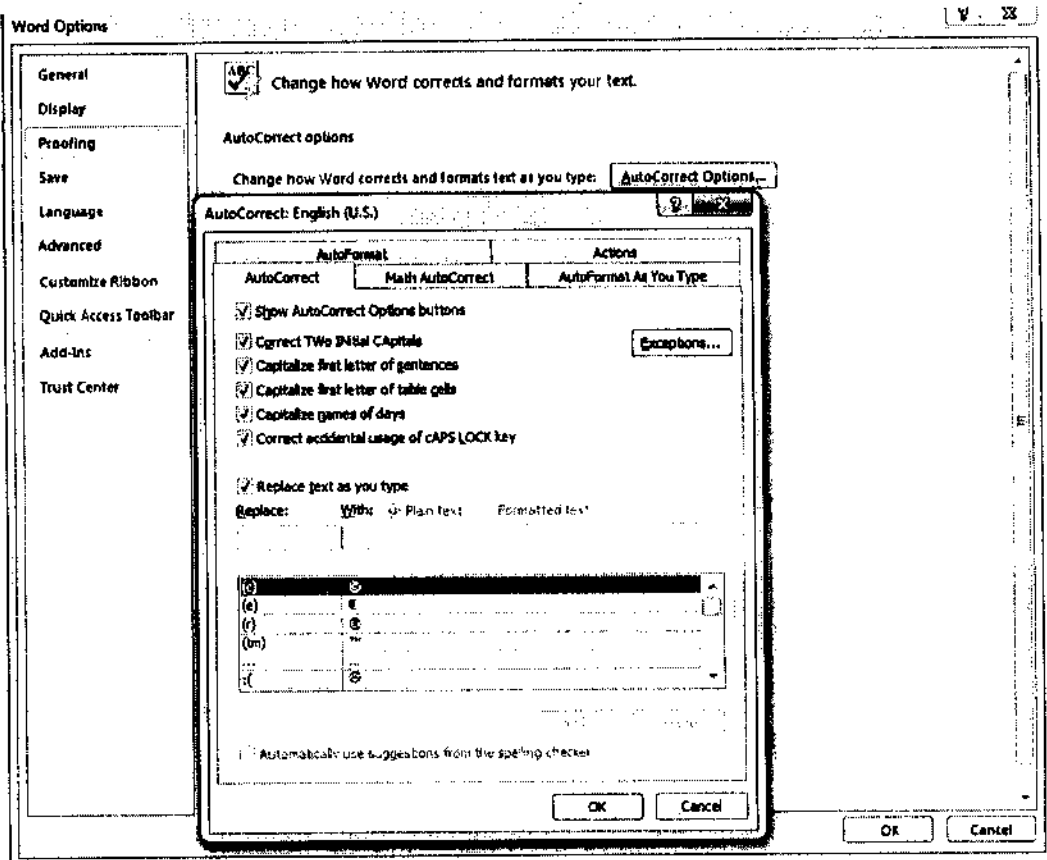 Word Options
General
Display
Proofing
Save
Language
Advanced
Customize Ribbon
Quick Access Toolbar
Add-Ins
Trust Center
Change how Word corrects and formats your text.
AutoCorrect options
Change how Word corrects and formats text as you type: AutoCorrect Options...
AutoCorrect: English (U.S.)
AutoFormat Actions
AutoCorrect Math AutoCorrect AutoFormat As You Type
Show AutoCorrect Options buttons
Correct TWo INitial CApitals
Exceptions...
Capitalize first letter of sentences
Capitalize first letter of table cells
Capitalize names of days
Correct accidental usage of cAPS LOCK key
Replace text as you type
Replace: With: Plain text Formatted text
(e) €
(r) ®
(tm) ™
... ...
:(
Automatically use suggestions from the spelling checker
OK Cancel
OK Cancel